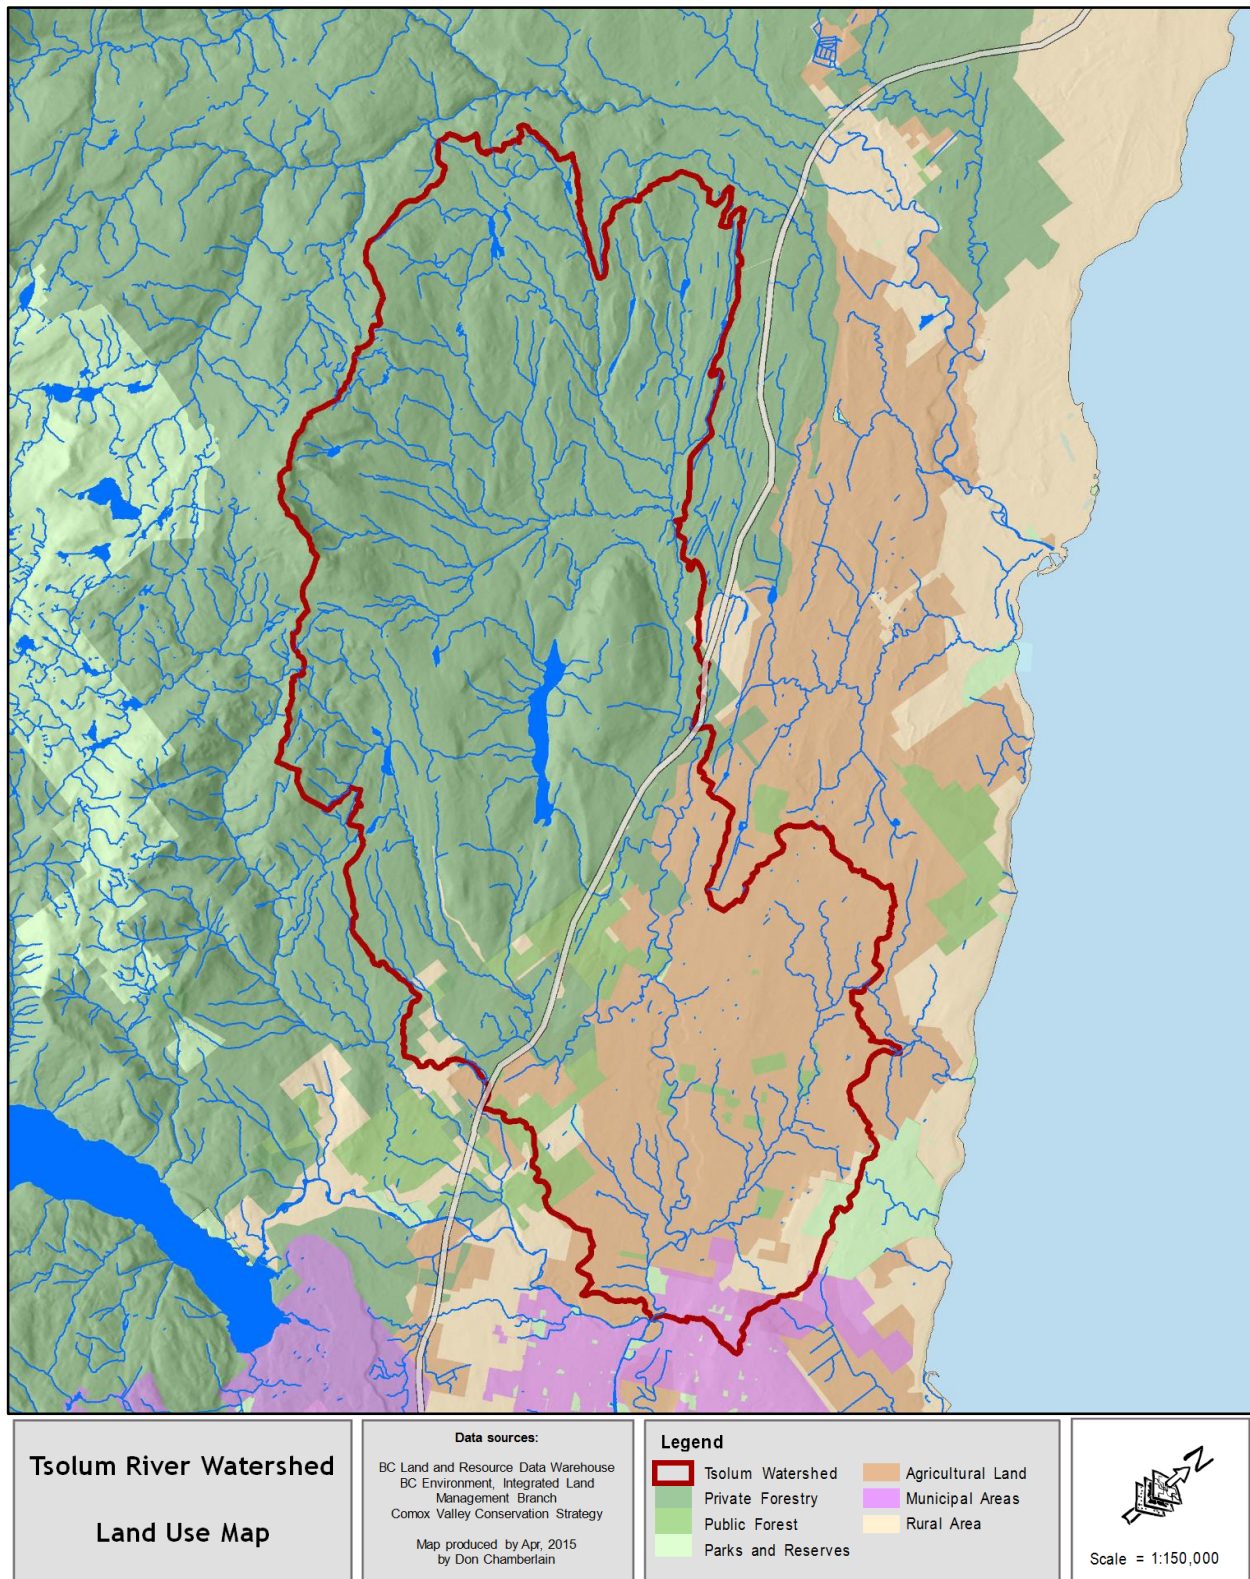 Tsolum River Watershed
Land Use Map
Data sources:
BC Land and Resource Data Warehouse
BC Environment, Integrated Land
Management Branch
Comox Valley Conservation Strategy
Map produced by Apr, 2015
by Don Chamberlain
Legend
Tsolum Watershed
Private Forestry
Public Forest
Parks and Reserves
Agricultural Land
Municipal Areas
Rural Area
N
Scale = 1:150,000